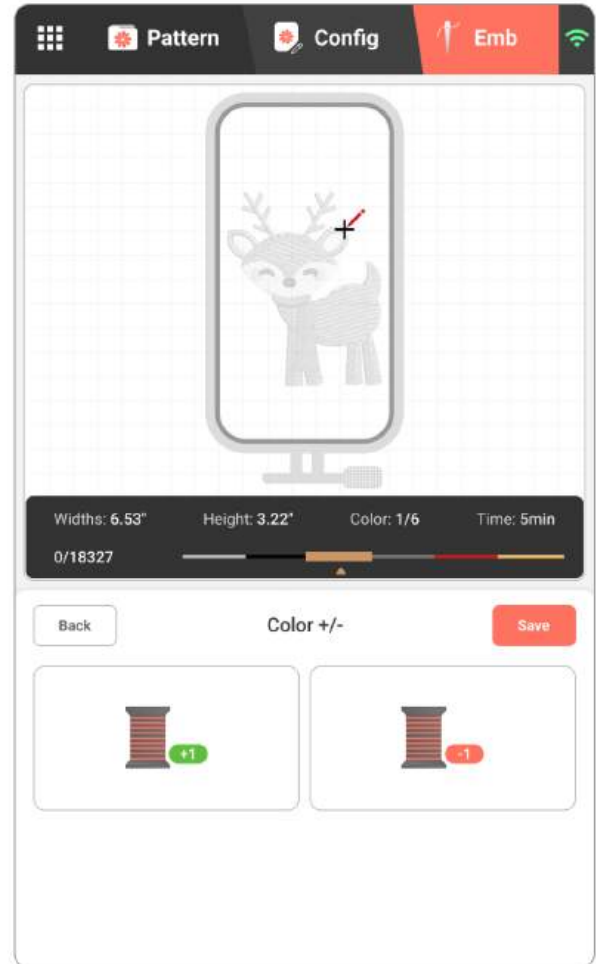 Pattern Config Emb
Widths: 6.53" Height: 3.22" Color: 1/6 Time: 5min
0/18327
Back Color +/- Save
+1 -1